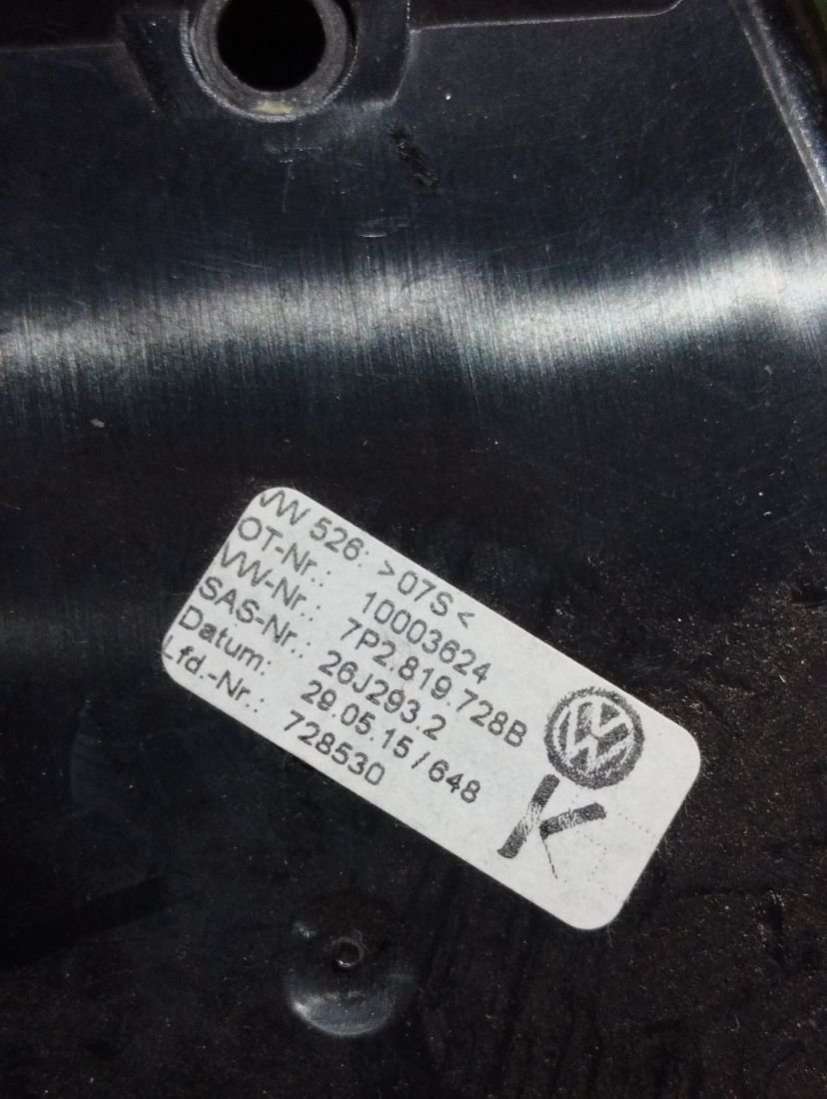 VW 526: >07S<
OT-Nr.: 10003624
VW-Nr.: 7P2.819.728B
SAS-Nr.: 26J293.2
Datum: 29.05.15/648
Lfd.-Nr.: 728530
VW
K